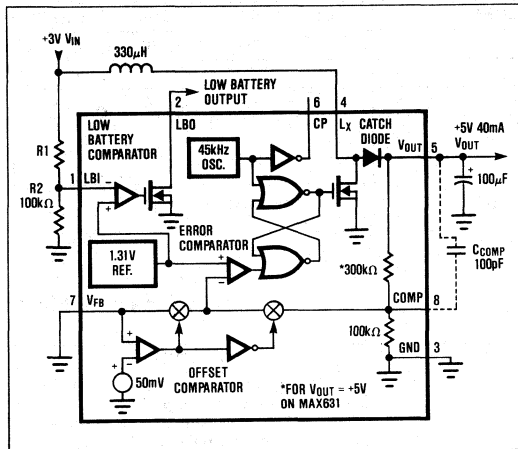 +3V VIN
330µH
LOW BATTERY
OUTPUT
2
6
4
LOW
BATTERY
COMPARATOR
LBO
CP
LX
CATCH
DIODE
VOUT
5
+5V 40mA
VOUT
R1
45kHz
OSC.
1
LBI
-
+
+
100µF
R2
100kΩ
ERROR
COMPARATOR
1.31V
REF.
+
-
*300kΩ
CCOMP
100pF
7
VFB
COMP
8
+
-
+
100kΩ
GND
3
50mV
OFFSET
COMPARATOR
*FOR VOUT = +5V
ON MAX631